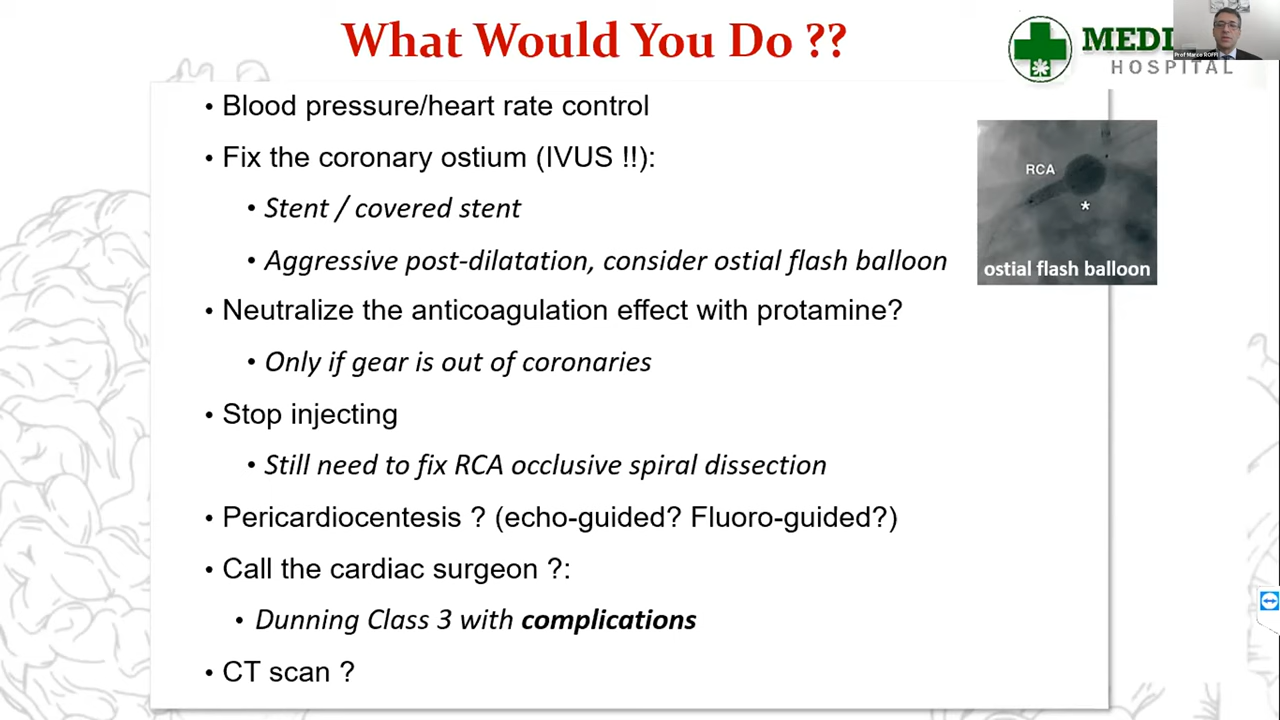 What Would You Do ??
MEDI
HOSPITAL
Prof Marco ROFFI
• Blood pressure/heart rate control
• Fix the coronary ostium (IVUS !!):
• Stent / covered stent
• Aggressive post-dilatation, consider ostial flash balloon
RCA
*
ostial flash balloon
• Neutralize the anticoagulation effect with protamine?
• Only if gear is out of coronaries
• Stop injecting
• Still need to fix RCA occlusive spiral dissection
• Pericardiocentesis ? (echo-guided? Fluoro-guided?)
• Call the cardiac surgeon ?:
• Dunning Class 3 with complications
• CT scan ?